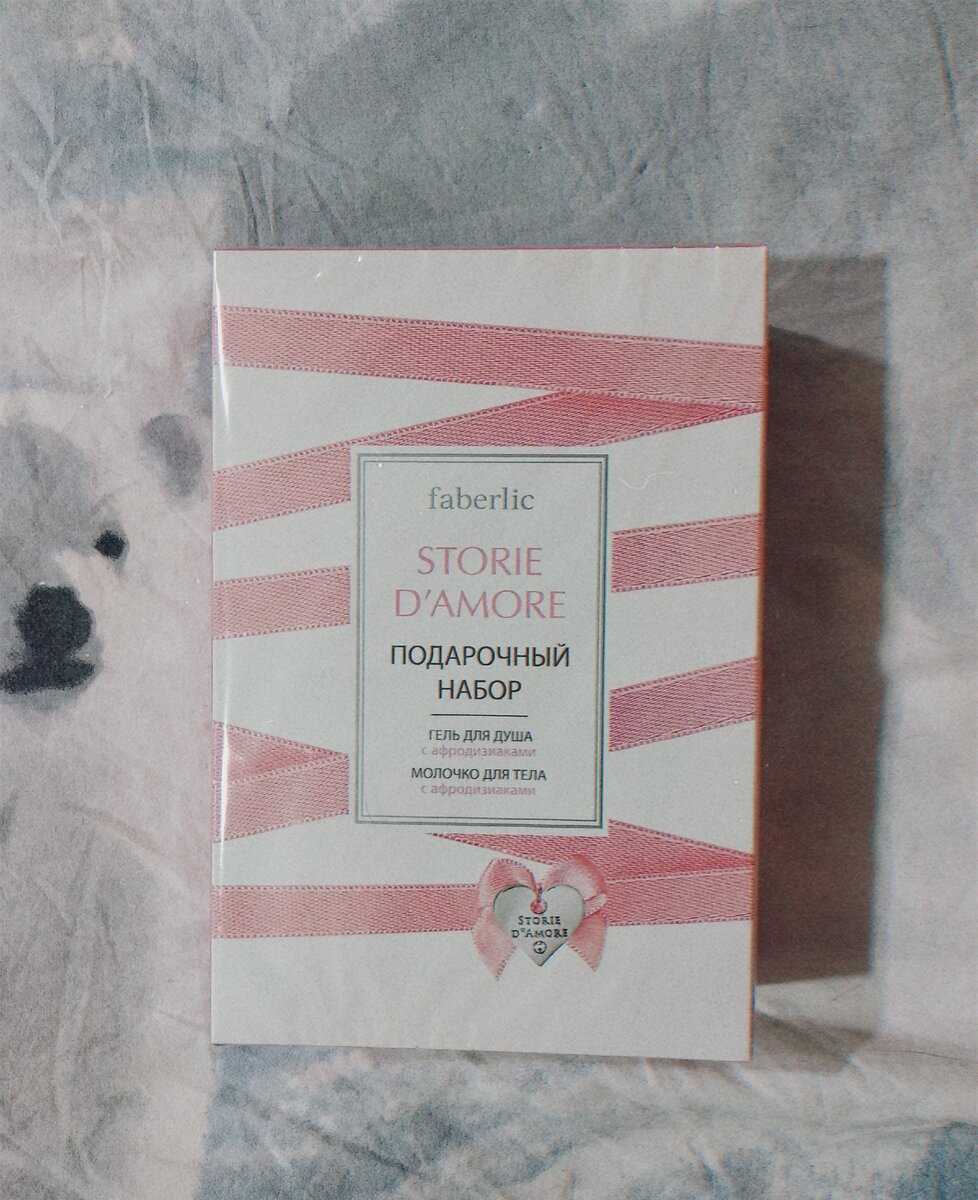 faberlic
STORIE
D'AMORE
ПОДАРОЧНЫЙ
НАБОР
ГЕЛЬ ДЛЯ ДУША
с афродизиаками
МОЛОЧКО ДЛЯ ТЕЛА
с афродизиаками
STORIE
D'AMORE